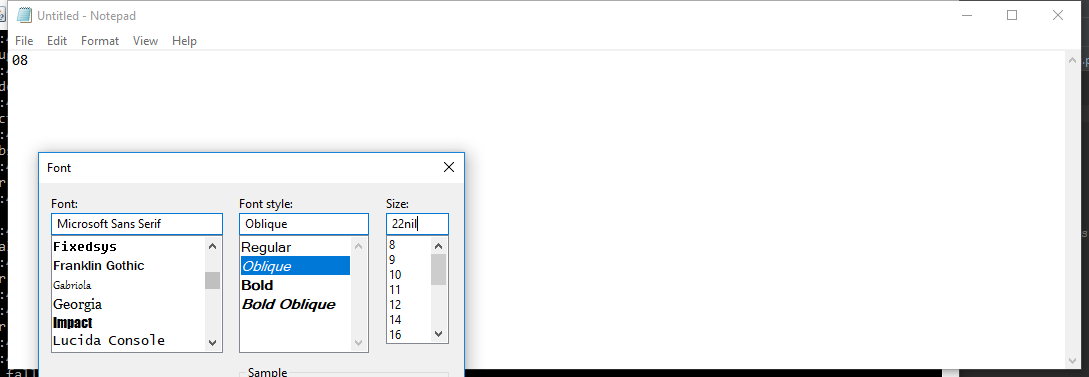 Untitled - Notepad
File Edit Format View Help
08
Font
Font: Font style: Size:
Microsoft Sans Serif Oblique 22nil
Fixedsys
Franklin Gothic
Gabriola
Georgia
Impact
Lucida Console
Regular
Oblique
Bold
Bold Oblique
8
9
10
11
12
14
16
Sample